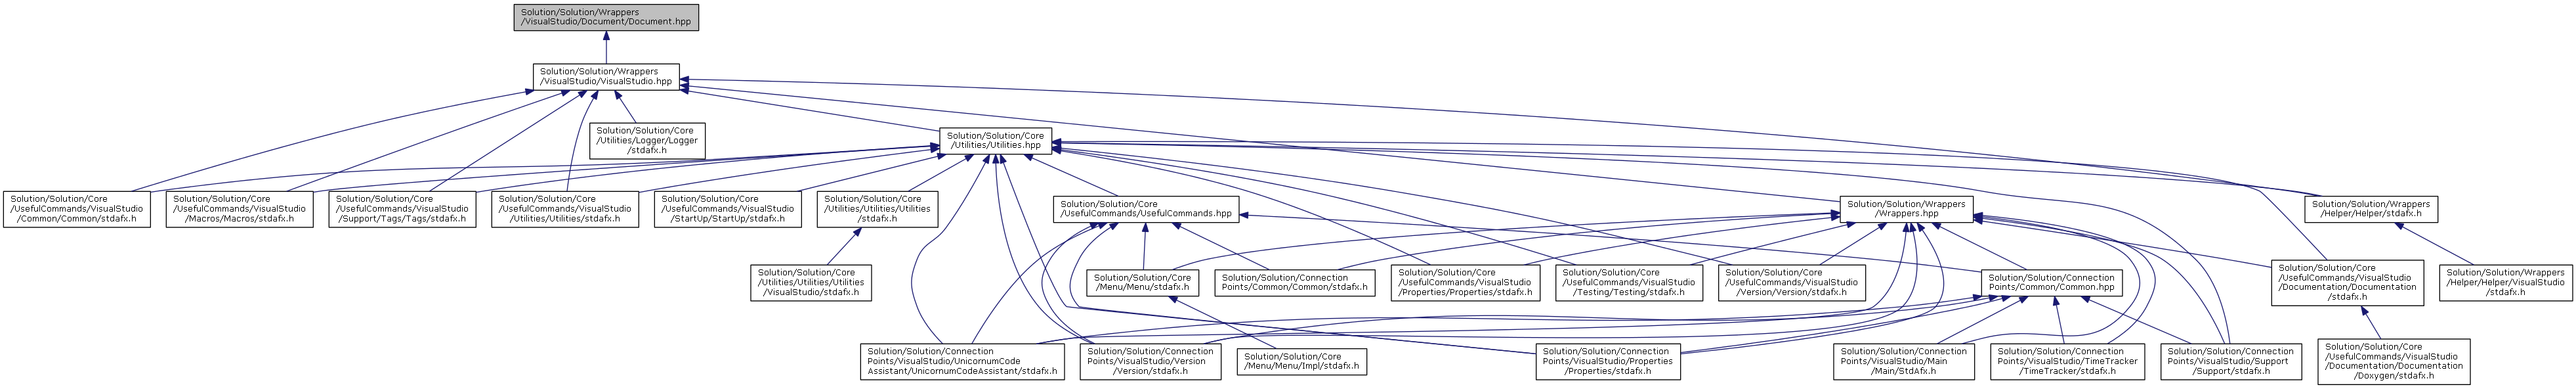 Solution/Solution/Wrappers
/VisualStudio/Document/Document.hpp
Solution/Solution/Wrappers
/VisualStudio/VisualStudio.hpp
Solution/Solution/Core
/Utilities/Logger/Logger
/stdafx.h
Solution/Solution/Core
/Utilities/Utilities.hpp
Solution/Solution/Core
/UsefulCommands/VisualStudio
/Common/Common/stdafx.h
Solution/Solution/Core
/UsefulCommands/VisualStudio
/Macros/Macros/stdafx.h
Solution/Solution/Core
/UsefulCommands/VisualStudio
/Support/Tags/Tags/stdafx.h
Solution/Solution/Core
/UsefulCommands/VisualStudio
/Utilities/Utilities/stdafx.h
Solution/Solution/Core
/UsefulCommands/VisualStudio
/StartUp/StartUp/stdafx.h
Solution/Solution/Core
/Utilities/Utilities/Utilities
/stdafx.h
Solution/Solution/Core
/UsefulCommands/UsefulCommands.hpp
Solution/Solution/Wrappers
/Wrappers.hpp
Solution/Solution/Wrappers
/Helper/Helper/stdafx.h
Solution/Solution/Core
/Utilities/Utilities/Utilities
/VisualStudio/stdafx.h
Solution/Solution/Core
/Menu/Menu/stdafx.h
Solution/Solution/Connection
Points/Common/Common/stdafx.h
Solution/Solution/Core
/UsefulCommands/VisualStudio
/Properties/Properties/stdafx.h
Solution/Solution/Core
/UsefulCommands/VisualStudio
/Testing/Testing/stdafx.h
Solution/Solution/Core
/UsefulCommands/VisualStudio
/Version/Version/stdafx.h
Solution/Solution/Connection
Points/Common/Common.hpp
Solution/Solution/Core
/UsefulCommands/VisualStudio
/Documentation/Documentation
/stdafx.h
Solution/Solution/Wrappers
/Helper/Helper/VisualStudio
/stdafx.h
Solution/Solution/Connection
Points/VisualStudio/UnicornumCode
Assistant/UnicornumCodeAssistant/stdafx.h
Solution/Solution/Connection
Points/VisualStudio/Version
/Version/stdafx.h
Solution/Solution/Core
/Menu/Menu/Impl/stdafx.h
Solution/Solution/Connection
Points/VisualStudio/Properties
/Properties/stdafx.h
Solution/Solution/Connection
Points/VisualStudio/Main
/Main/StdAfx.h
Solution/Solution/Connection
Points/VisualStudio/TimeTracker
/TimeTracker/stdafx.h
Solution/Solution/Connection
Points/VisualStudio/Support
/Support/stdafx.h
Solution/Solution/Core
/UsefulCommands/VisualStudio
/Documentation/Documentation
/Doxygen/stdafx.h